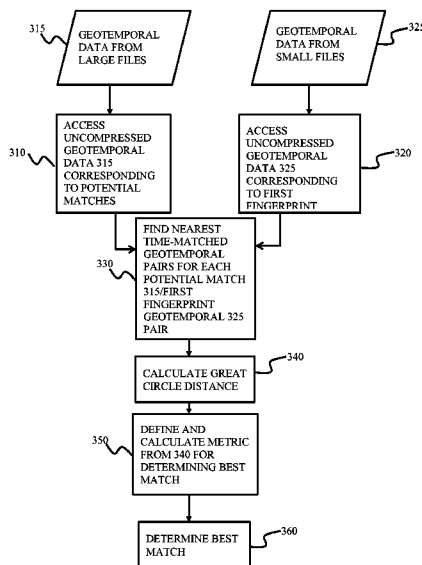 315
GEOTEMPORAL
DATA FROM
LARGE FILES
GEOTEMPORAL
DATA FROM
SMALL FILES
325
310
ACCESS
UNCOMPRESSED
GEOTEMPORAL
DATA 315
CORRESPONDING
TO POTENTIAL
MATCHES
ACCESS
UNCOMPRESSED
GEOTEMPORAL
DATA 325
CORRESPONDING
TO FIRST
FINGERPRINT
320
330
FIND NEAREST
TIME-MATCHED
GEOTEMPORAL
PAIRS FOR EACH
POTENTIAL MATCH
315/FIRST
FINGERPRINT
GEOTEMPORAL 325
PAIR
340
CALCULATE GREAT
CIRCLE DISTANCE
350
DEFINE AND
CALCULATE METRIC
FROM 340 FOR
DETERMINING BEST
MATCH
360
DETERMINE BEST
MATCH